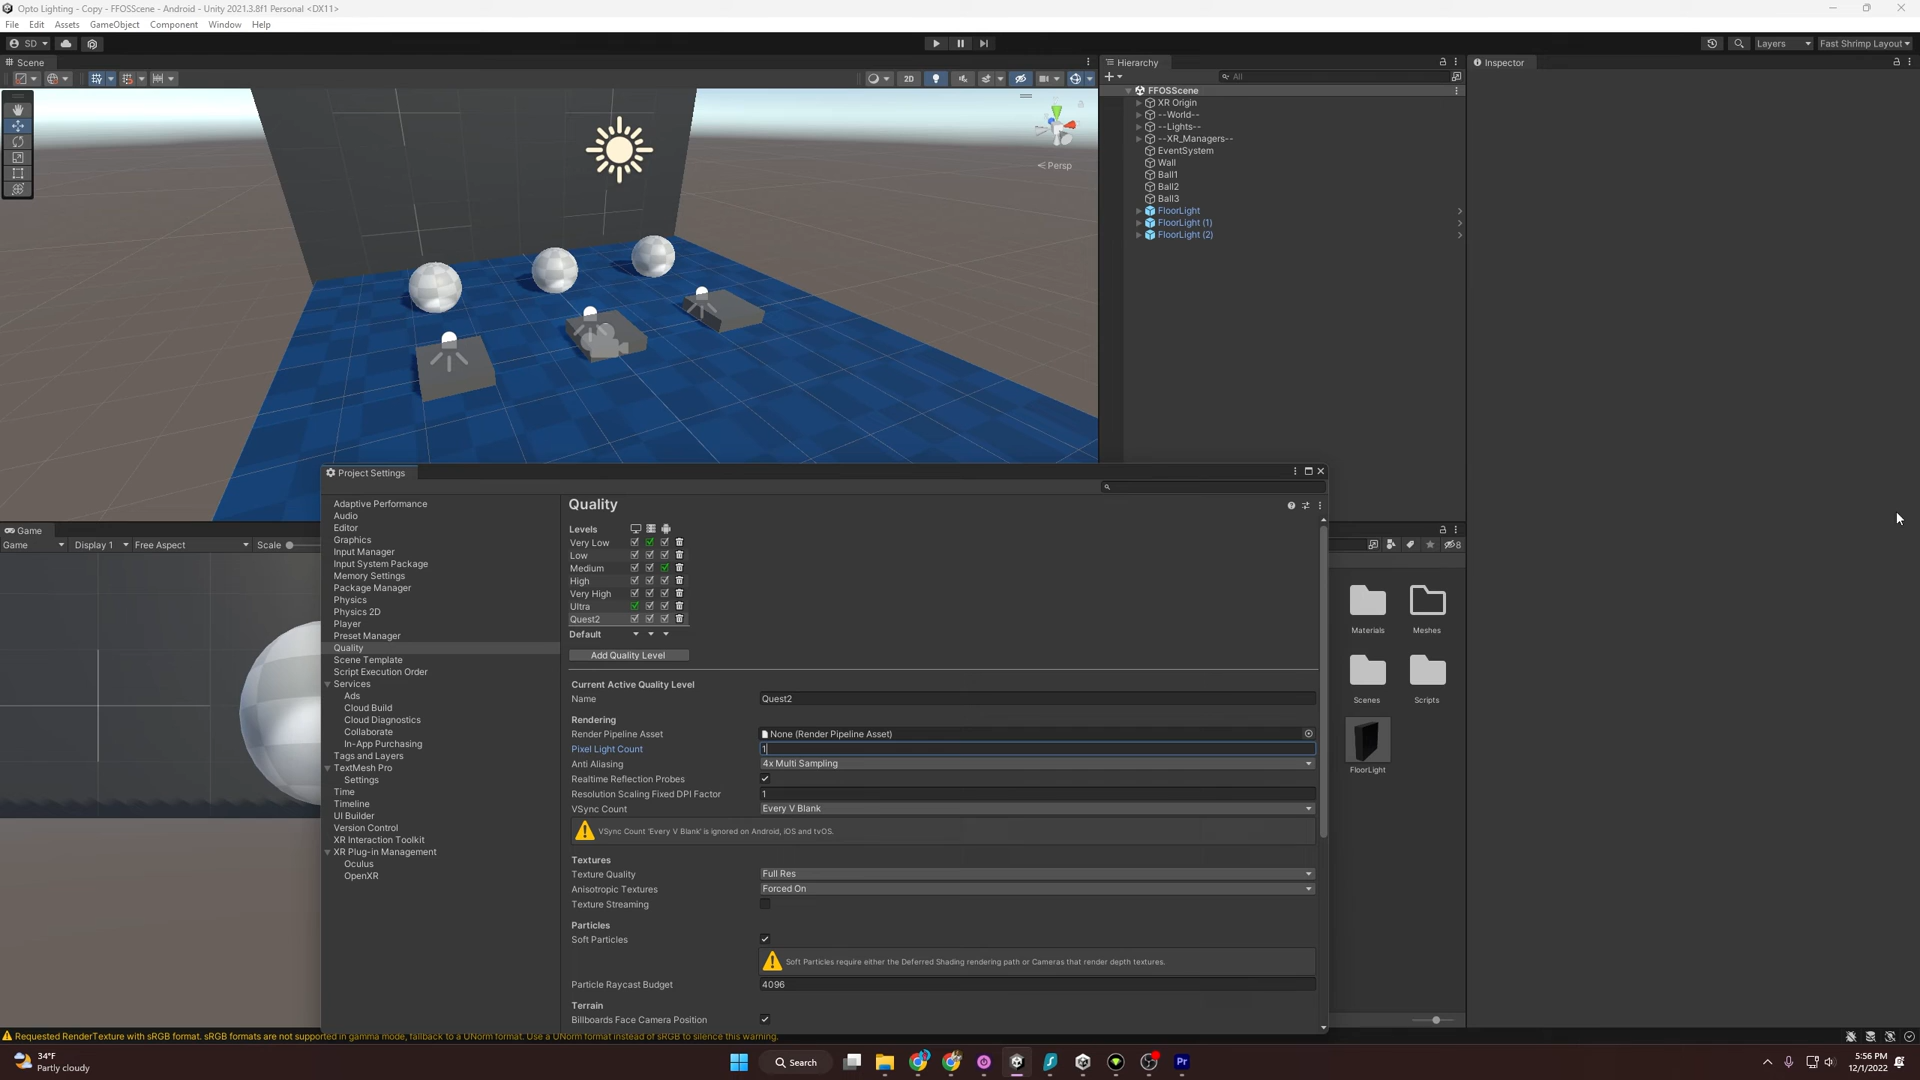 Opto Lighting - Copy - FFOSScene - Android - Unity 2021.3.8f1 Personal <DX11>
File Edit Assets GameObject Component Window Help
SD Layers Fast Shrimp Layout
Scene
2D
Persp
Hierarchy
All
FFOSScene
XR Origin
--World--
--Lights--
--XR_Managers--
EventSystem
Wall
Ball1
Ball2
Ball3
FloorLight
FloorLight (1)
FloorLight (2)
Inspector
Game
Game Display 1 Free Aspect Scale
Project Settings
Adaptive Performance
Audio
Editor
Graphics
Input Manager
Input System Package
Memory Settings
Package Manager
Physics
Physics 2D
Player
Preset Manager
Quality
Scene Template
Script Execution Order
Services
Ads
Cloud Build
Cloud Diagnostics
Collaborate
In-App Purchasing
Tags and Layers
TextMesh Pro
Settings
Time
Timeline
UI Builder
Version Control
XR Interaction Toolkit
XR Plug-in Management
Oculus
OpenXR
Quality
Levels
Very Low
Low
Medium
High
Very High
Ultra
Quest2
Default
Add Quality Level
Current Active Quality Level
Name Quest2
Rendering
Render Pipeline Asset None (Render Pipeline Asset)
Pixel Light Count 1
Anti Aliasing 4x Multi Sampling
Realtime Reflection Probes
Resolution Scaling Fixed DPI Factor 1
VSync Count Every V Blank
VSync Count 'Every V Blank' is ignored on Android, iOS and tvOS.
Textures
Texture Quality Full Res
Anisotropic Textures Forced On
Texture Streaming
Particles
Soft Particles
Soft Particles require either the Deferred Shading rendering path or Cameras that render depth textures.
Particle Raycast Budget 4096
Terrain
Billboards Face Camera Position
8
Materials Meshes
Scenes Scripts
FloorLight
Requested RenderTexture with sRGB format. sRGB formats are not supported in gamma mode, fallback to a UNorm format. Use a UNorm format instead of sRGB to silence this warning.
34°F
Partly cloudy
Search
Pr
5:56 PM
12/1/2022